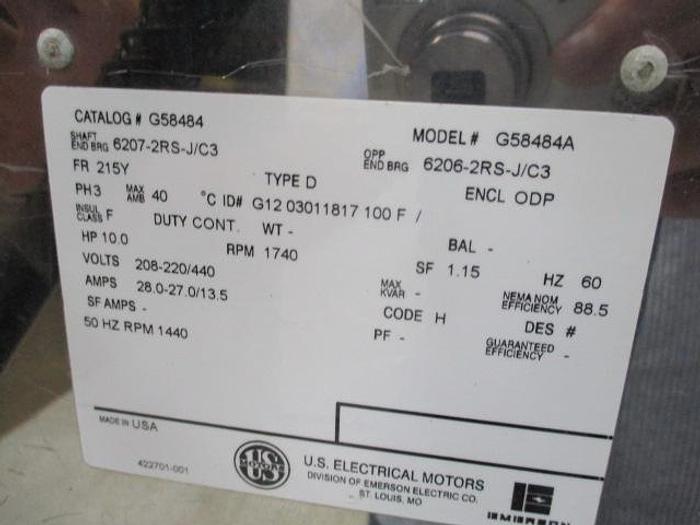 CATALOG # G58484 MODEL # G58484A
SHAFT END BRG 6207-2RS-J/C3 OPP END BRG 6206-2RS-J/C3
FR 215Y TYPE D ENCL ODP
PH 3 MAX AMB 40 °C ID# G12 03011817 100 F /
INSUL CLASS F DUTY CONT. WT - BAL -
HP 10.0 RPM 1740 SF 1.15 HZ 60
VOLTS 208-220/440 MAX KVAR - NEMA NOM EFFICIENCY 88.5
AMPS 28.0-27.0/13.5 CODE H DES #
SF AMPS - PF - GUARANTEED EFFICIENCY -
50 HZ RPM 1440
MADE IN USA
422701-001
US MOTORS
U.S. ELECTRICAL MOTORS
DIVISION OF EMERSON ELECTRIC CO.
ST. LOUIS, MO
EMERSON